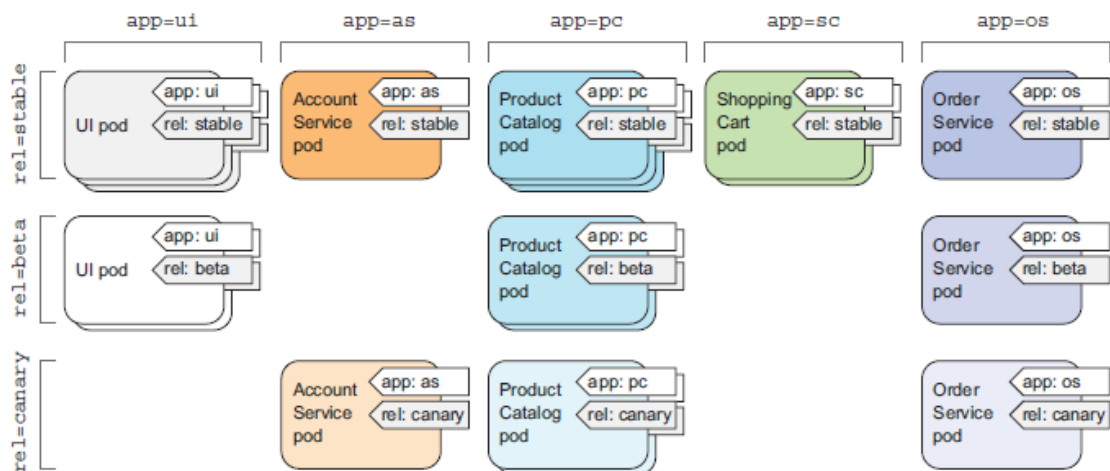 app=ui
app=as
app=pc
app=sc
app=os
rel=stable
UI pod
app: ui
rel: stable
Account
Service
pod
app: as
rel: stable
Product
Catalog
pod
app: pc
rel: stable
Shopping
Cart
pod
app: sc
rel: stable
Order
Service
pod
app: os
rel: stable
rel=beta
UI pod
app: ui
rel: beta
Product
Catalog
pod
app: pc
rel: beta
Order
Service
pod
app: os
rel: beta
rel=canary
Account
Service
pod
app: as
rel: canary
Product
Catalog
pod
app: pc
rel: canary
Order
Service
pod
app: os
rel: canary